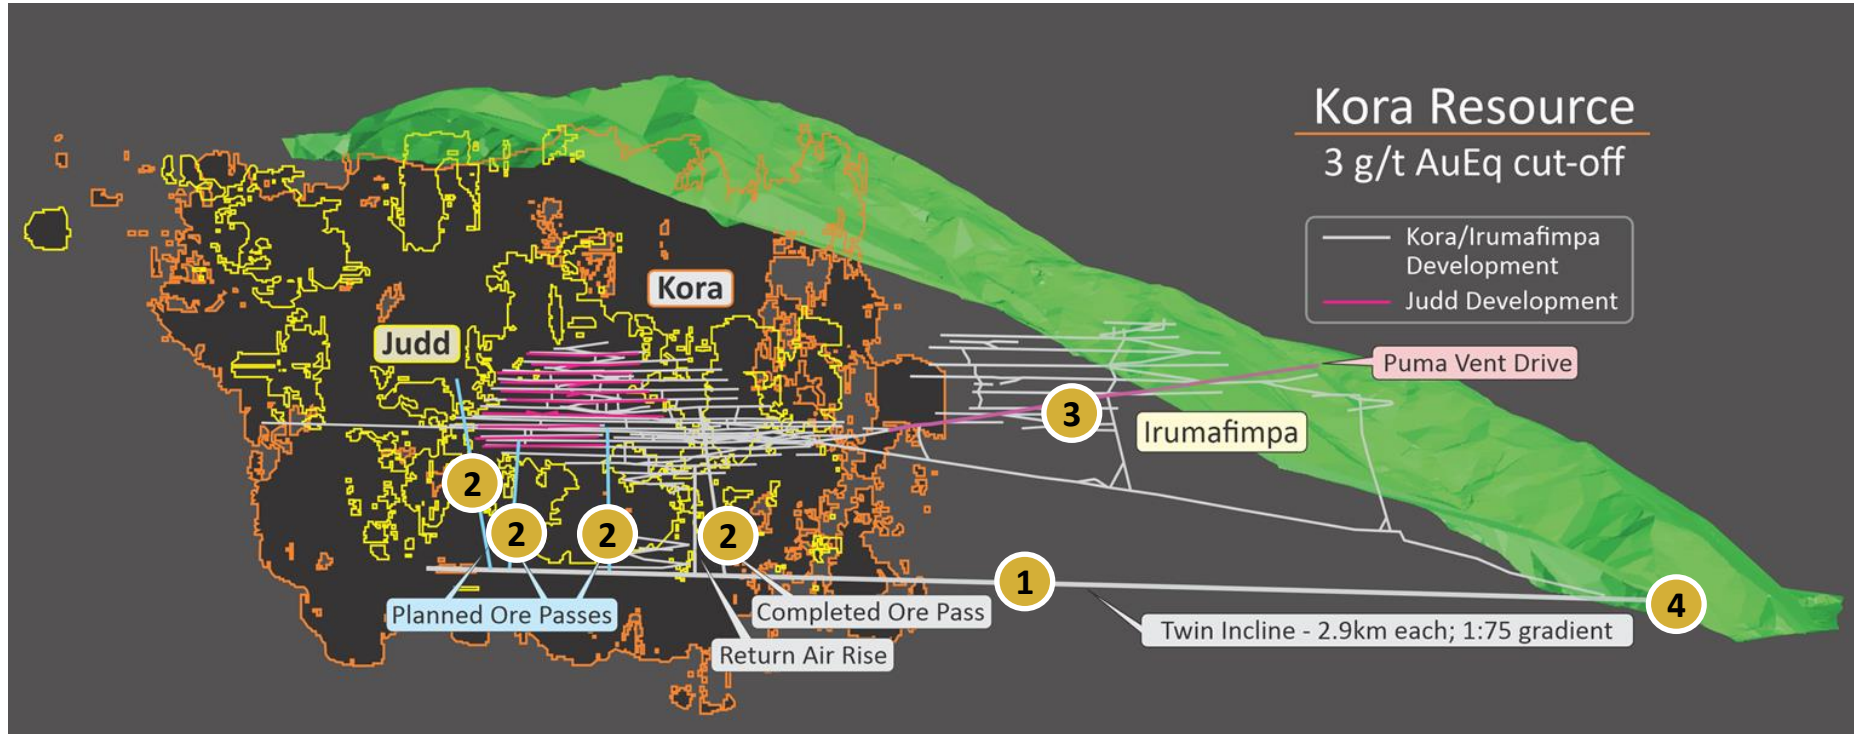 Kora Resource
3 g/t AuEq cut-off
Kora/Irumafimpa
Development
Judd Development
Kora
Judd
Puma Vent Drive
3
Irumafimpa
2
2
2
2
1
4
Planned Ore Passes
Completed Ore Pass
Twin Incline - 2.9km each; 1:75 gradient
Return Air Rise